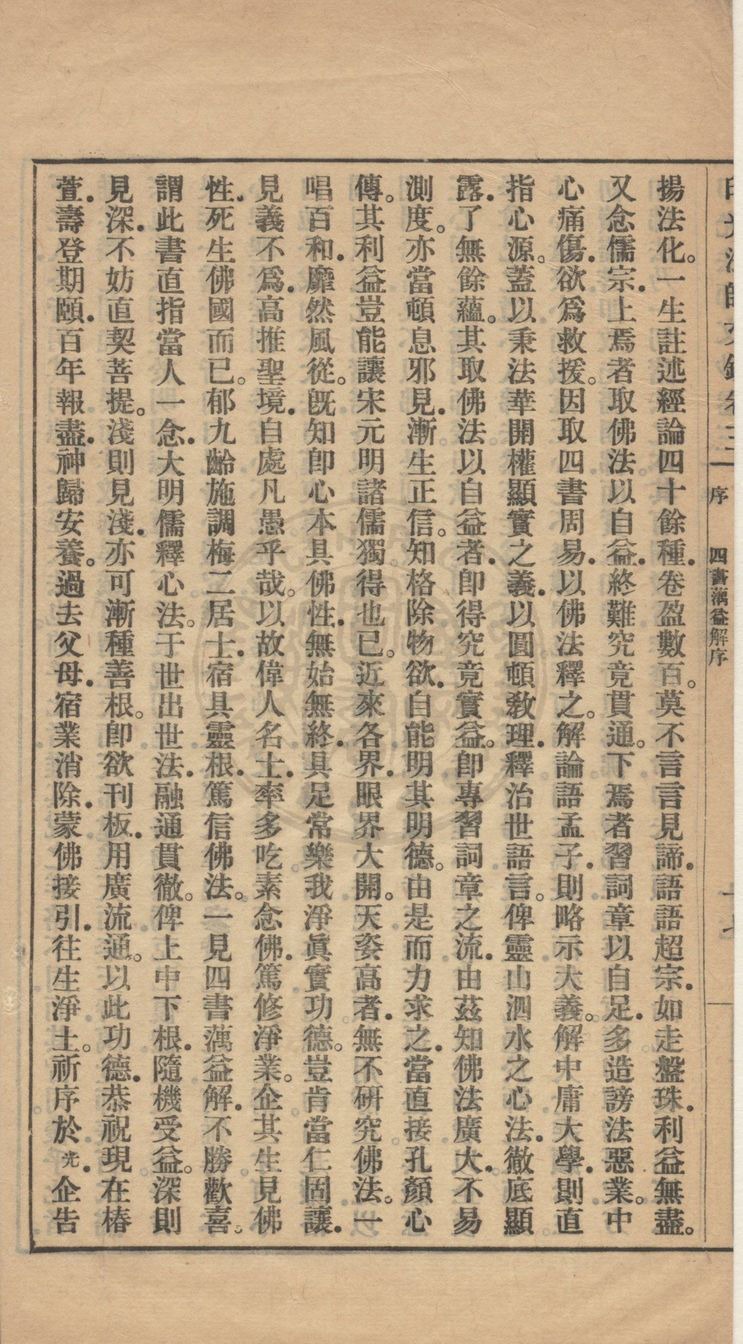 序 四書蕅益解序
揚法化。一生註述經論四十餘種.卷盈數百。莫不言言見諦.語語超宗.如走盤珠.利益無盡。
又念儒宗.上焉者取佛法以自益.終難究竟貫通。下焉者習詞章以自足.多造謗法惡業。中
心痛傷.欲爲救援。因取四書周易.以佛法釋之。解論語孟子.則略示大義。解中庸大學.則直
指心源。蓋以秉法華開權顯實之義.以圓頓敎理.釋治世語言。俾靈山泗水之心法.徹底顯
露.了無餘蘊。其取佛法以自益者.卽得究竟實益。卽專習詞章之流.由茲知佛法廣大.不易
測度。亦當頓息邪見.漸生正信。知格除物欲.自能明其明德。由是而力求之.當直接孔顏心
傳。其利益豈能讓宋元明諸儒獨得也已。近來各界.眼界大開。天姿高者.無不研究佛法。一
唱百和.靡然風從。旣知卽心本具佛性.無始無終.具足常樂我淨眞實功德。豈肯當仁固讓.
見義不爲.高推聖境.自處凡愚乎哉。以故偉人名士.率多吃素念佛.篤修淨業。企其生見佛
性.死生佛國而已。郁九齡施調梅二居士.宿具靈根.篤信佛法。一見四書蕅益解.不勝歡喜。
謂此書直指當人一念.大明儒釋心法。于世出世法.融通貫徹。俾上中下根.隨機受益。深則
見深.不妨直契菩提。淺則見淺.亦可漸種善根。卽欲刊板.用廣流通。以此功德.恭祝現在椿
萱.壽登期頤.百年報盡.神歸安養。過去父母.宿業消除.蒙佛接引.往生淨土。祈序於光.企告